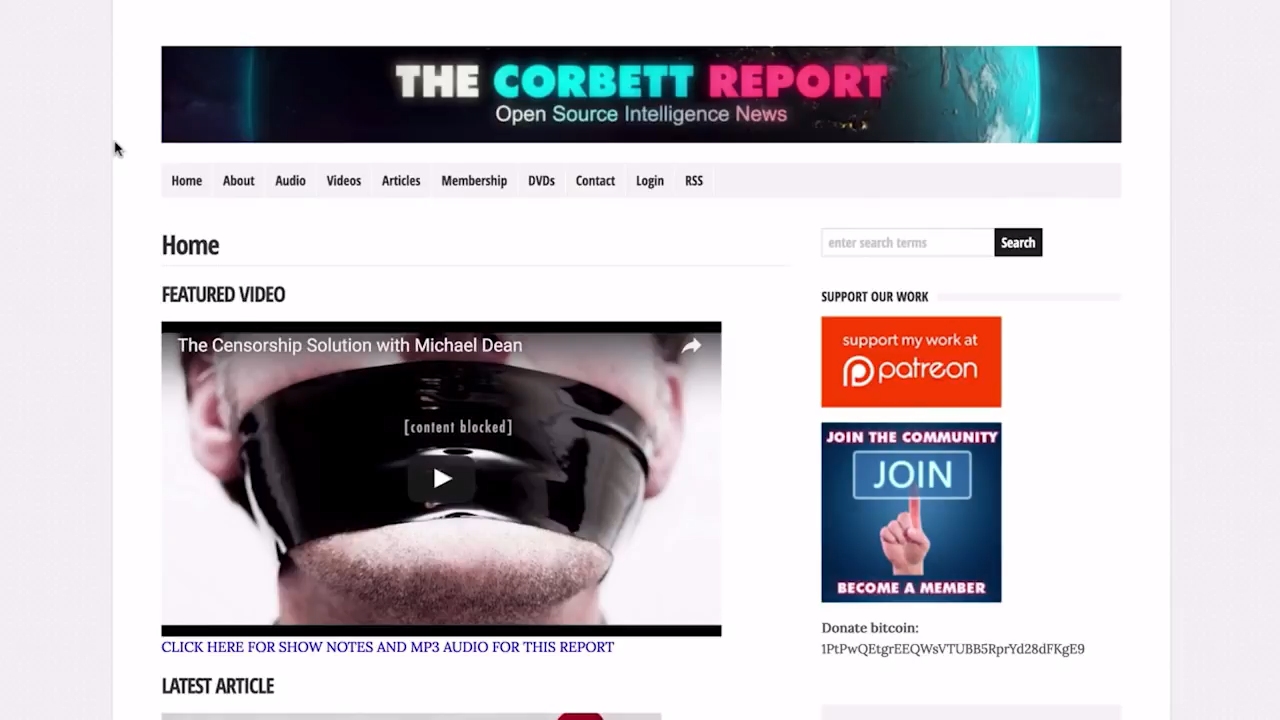 THE CORBETT REPORT
Open Source Intelligence News
Home About Audio Videos Articles Membership DVDs Contact Login RSS
Home
FEATURED VIDEO
The Censorship Solution with Michael Dean
[content blocked]
CLICK HERE FOR SHOW NOTES AND MP3 AUDIO FOR THIS REPORT
LATEST ARTICLE
enter search terms Search
SUPPORT OUR WORK
support my work at
patreon
JOIN THE COMMUNITY
JOIN
BECOME A MEMBER
Donate bitcoin:
1PtPwQEtgrEEQWsVTUBB5RprYd28dFKgE9